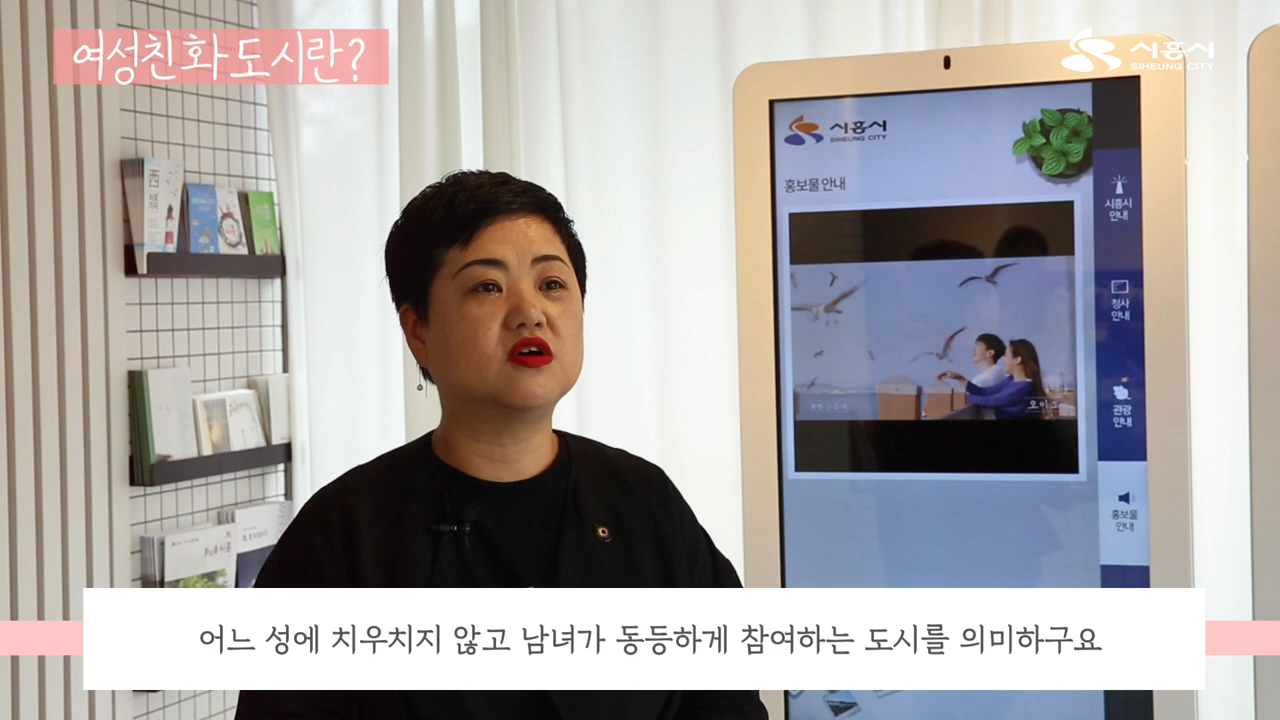 여성친화도시란?
시흥시
SIHEUNG CITY
시흥시
SIHEUNG CITY
홍보물 안내
시흥시
안내
청사
안내
관광
안내
홍보물
안내
오이도
어느 성에 치우치지 않고 남녀가 동등하게 참여하는 도시를 의미하구요